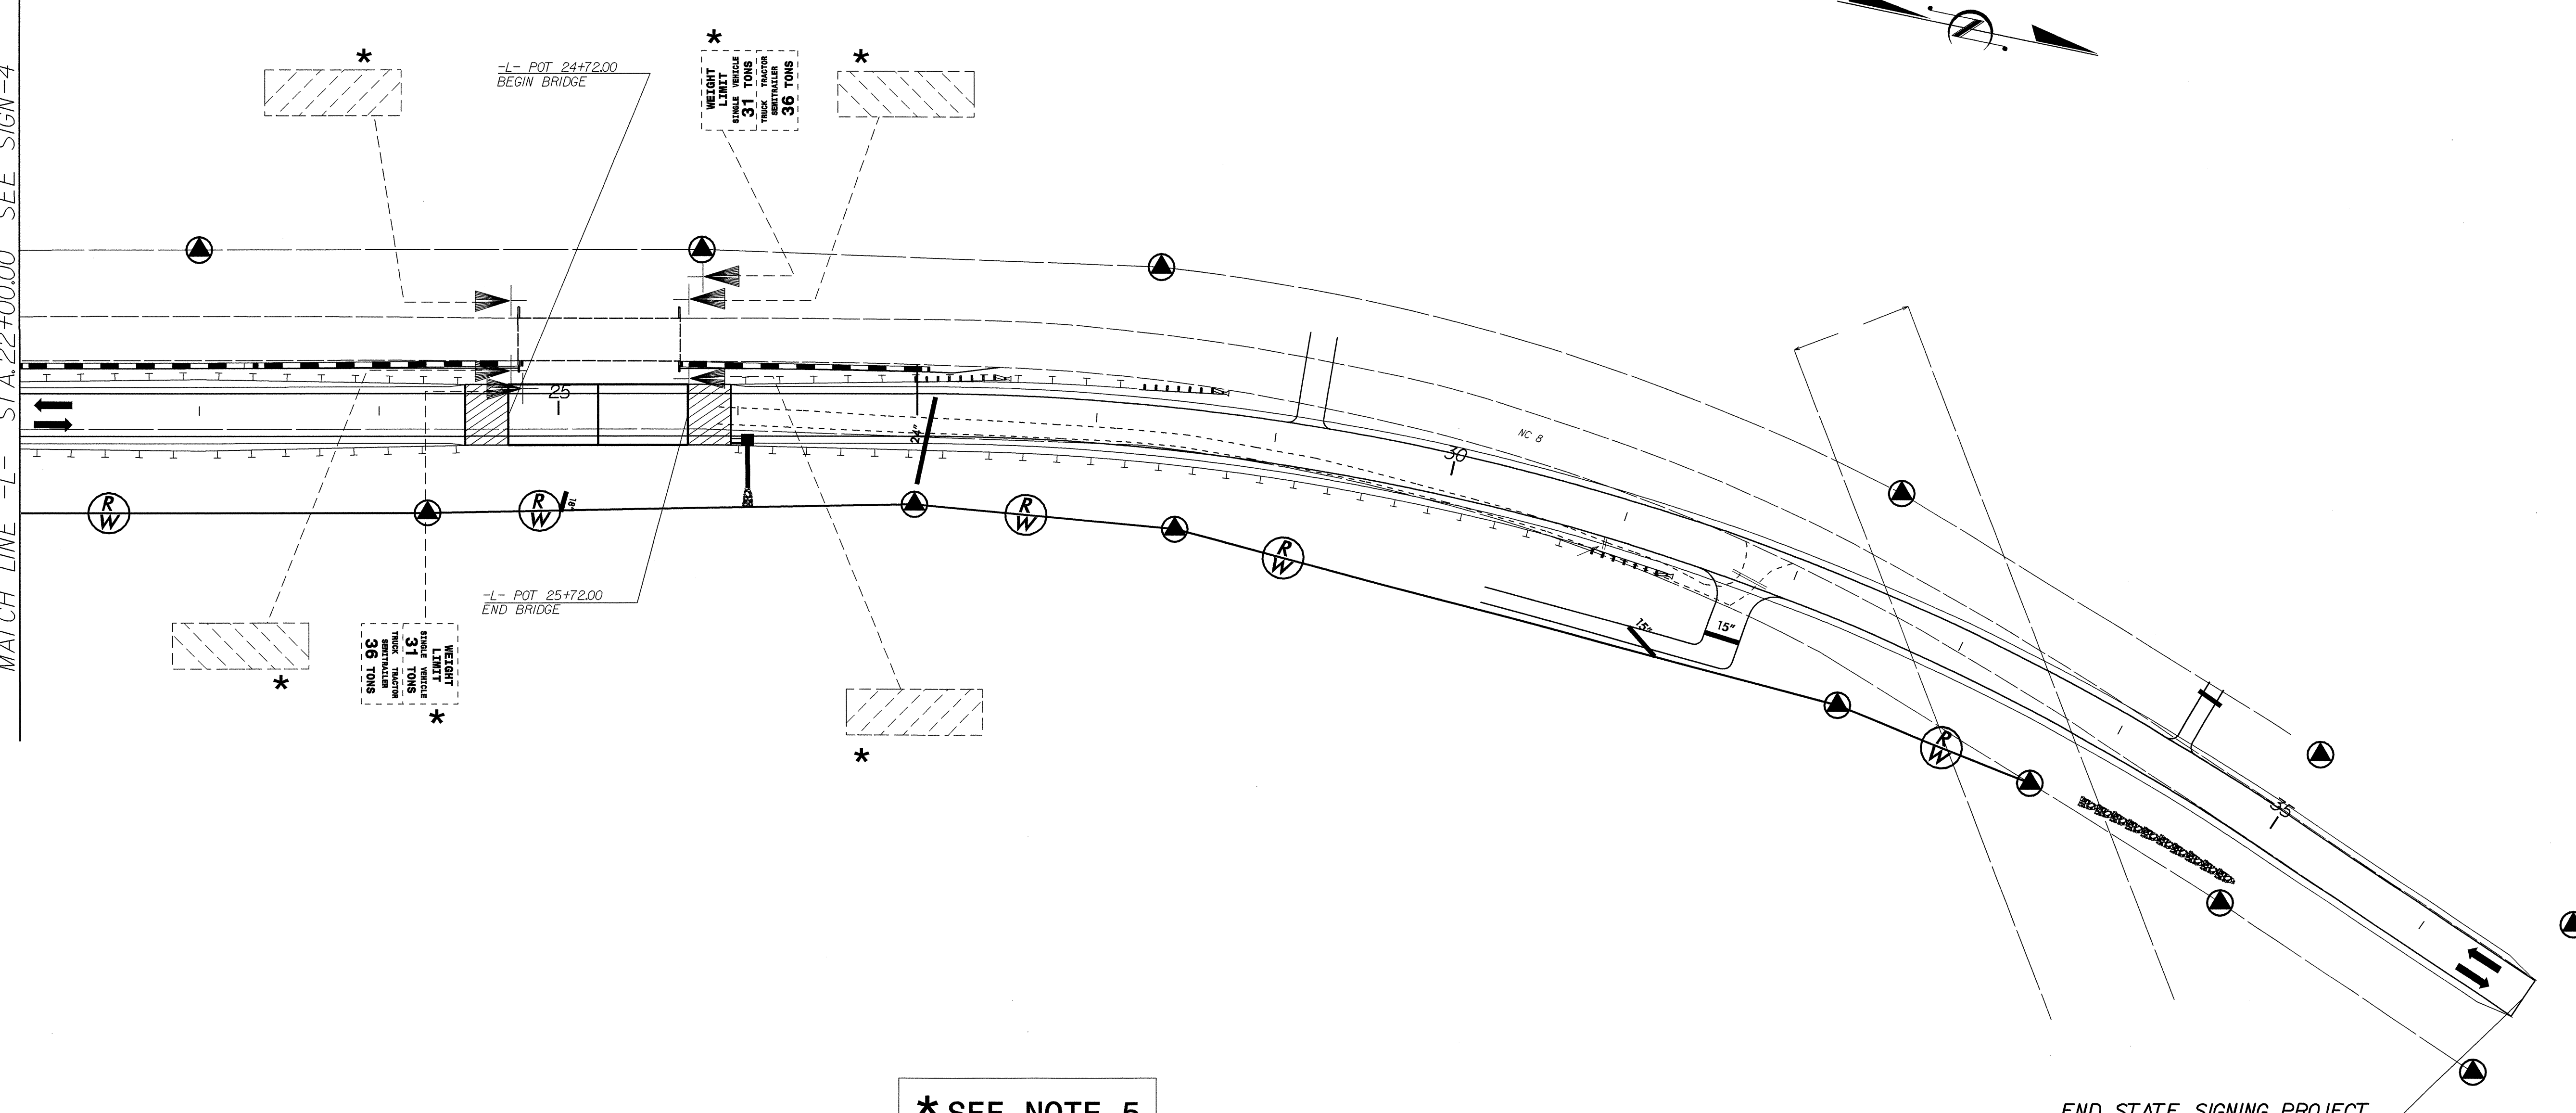 MATCH LINE -L- STA.22+00.00 SEE SIGN-4
*
-L- POT 24+72.00
BEGIN BRIDGE
*
WEIGHT
LIMIT
SINGLE VEHICLE
31 TONS
TRUCK TRACTOR
SEMITRAILER
36 TONS
*
25
24"
NC 8
30
R
W
R
W
18"
R
W
R
W
-L- POT 25+72.00
END BRIDGE
*
WEIGHT
LIMIT
SINGLE VEHICLE
31 TONS
TRUCK TRACTOR
SEMITRAILER
36 TONS
*
*
15"
15"
R
W
35
* SEE NOTE 5
END STATE SIGNING PROJECT